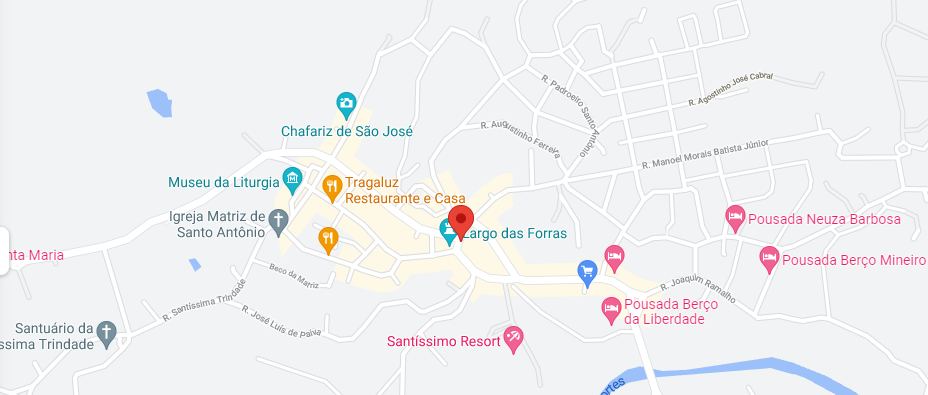 R. Padroeiro Santo Antônio
R. Agostinho José Cabral
Chafariz de São José
R. Augustinho Ferreira
R. Manoel Morais Batista Júnior
Museu da Liturgia
Tragaluz
Restaurante e Casa
Igreja Matriz de
Santo Antônio
Pousada Neuza Barbosa
Largo das Forras
nta Maria
Pousada Berço Mineiro
Beco da Matriz
R. Santíssima Trindade
R. Joaquim Ramalho
Pousada Berço
da Liberdade
R. José Luís de Paiva
Santuário da
ssima Trindade
Santíssimo Resort
ortes